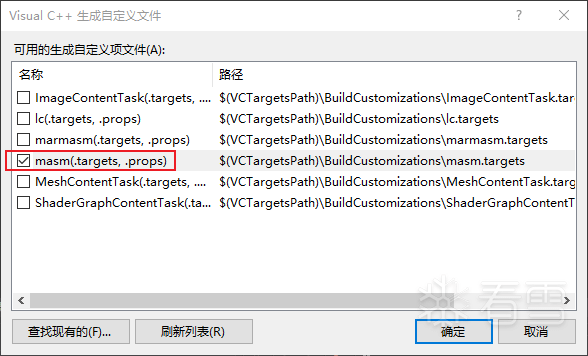 Visual C++ 生成自定义文件
可用的生成自定义项文件(A):
名称 路径
ImageContentTask(.targets, .... $(VCTargetsPath)\BuildCustomizations\ImageContentTask.tar
lc(.targets, .props) $(VCTargetsPath)\BuildCustomizations\lc.targets
marmasm(.targets, .props) $(VCTargetsPath)\BuildCustomizations\marmasm.targets
masm(.targets, .props) $(VCTargetsPath)\BuildCustomizations\masm.targets
MeshContentTask(.targets, .... $(VCTargetsPath)\BuildCustomizations\MeshContentTask.targ
ShaderGraphContentTask(.ta... $(VCTargetsPath)\BuildCustomizations\ShaderGraphContentT
看雪
查找现有的(F)... 刷新列表(R) 确定 取消